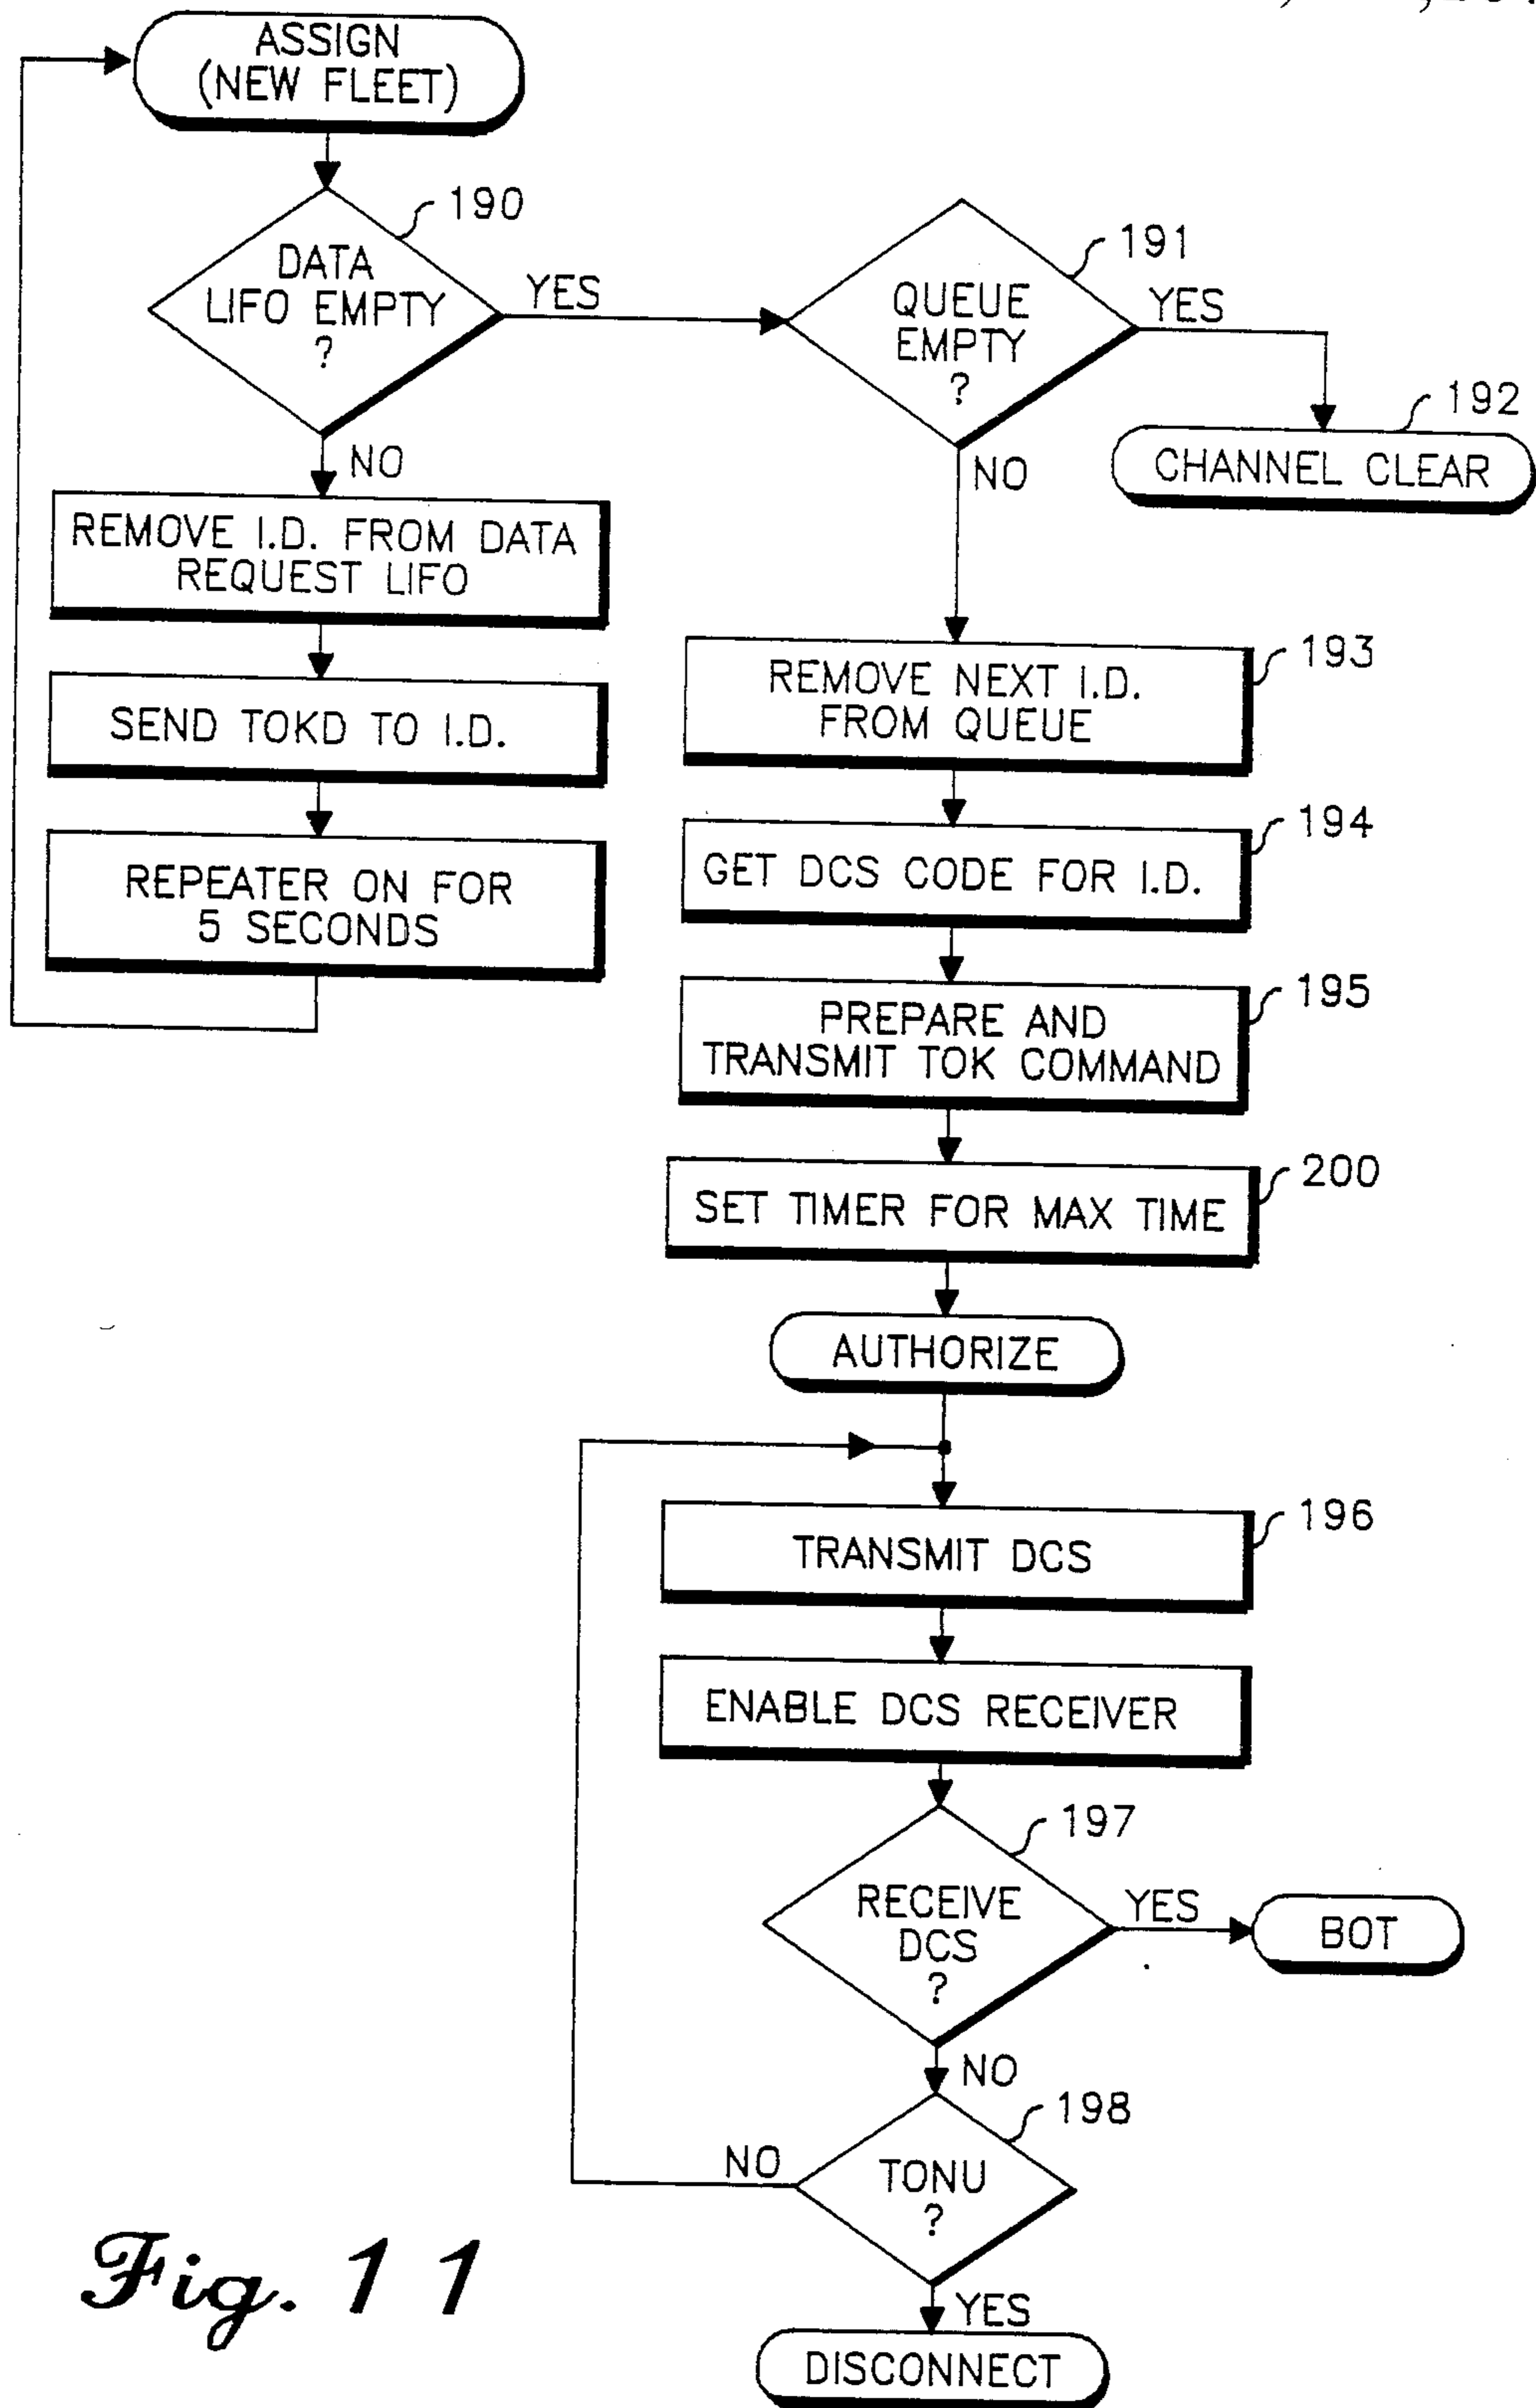 ASSIGN
(NEW FLEET)
190
DATA
LIFO EMPTY
?
YES
191
QUEUE
EMPTY
?
YES
192
CHANNEL CLEAR
NO
REMOVE I.D. FROM DATA
REQUEST LIFO
SEND TOKD TO I.D.
REPEATER ON FOR
5 SECONDS
NO
193
REMOVE NEXT I.D.
FROM QUEUE
194
GET DCS CODE FOR I.D.
195
PREPARE AND
TRANSMIT TOK COMMAND
200
SET TIMER FOR MAX TIME
AUTHORIZE
196
TRANSMIT DCS
ENABLE DCS RECEIVER
197
RECEIVE
DCS
?
YES
BOT
NO
198
TONU
?
NO
YES
DISCONNECT
Fig. 11